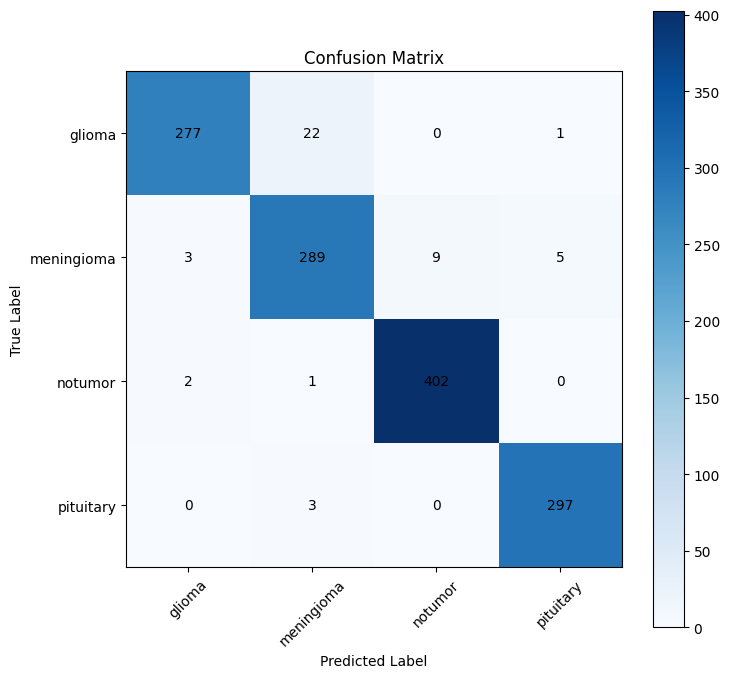 Confusion Matrix
True Label
glioma 277 22 0 1
meningioma 3 289 9 5
notumor 2 1 402 0
pituitary 0 3 0 297
glioma meningioma notumor pituitary
Predicted Label
400
350
300
250
200
150
100
50
0